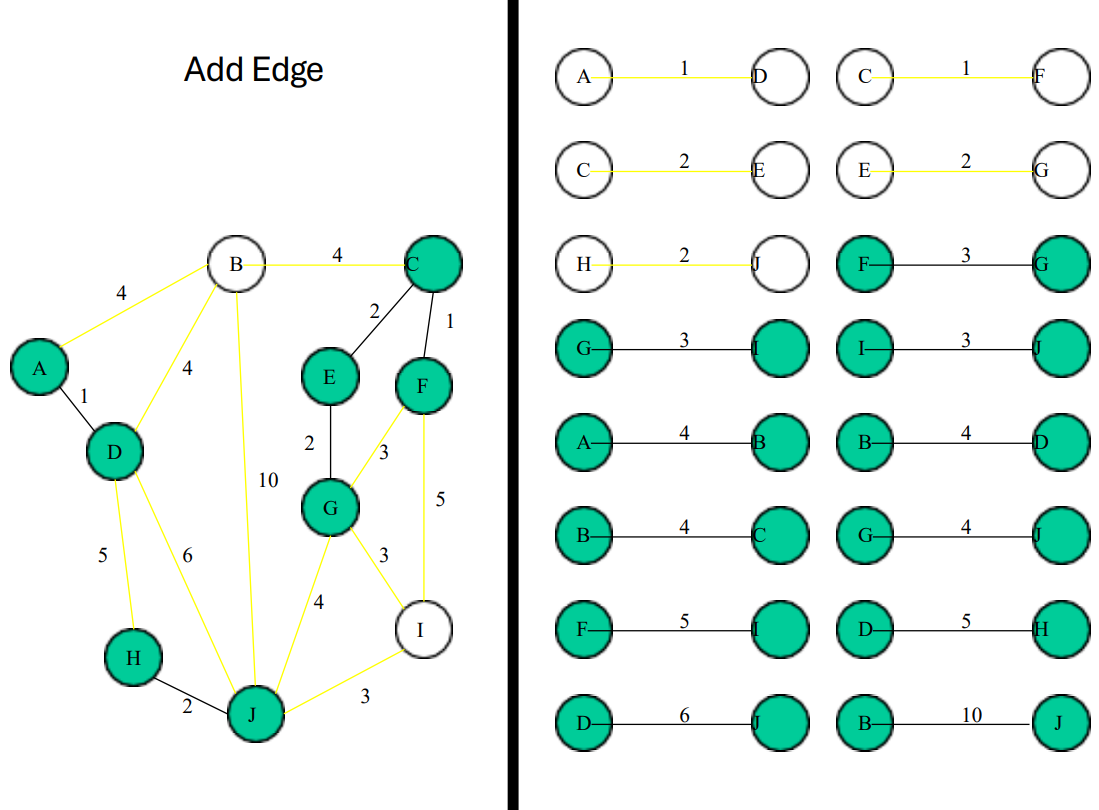 Add Edge
B
4
C
4
2
1
A
4
E
F
1
D
2
3
10
5
G
5
6
3
4
I
H
2
J
3
A 1 D
C 1 F
C 2 E
E 2 G
H 2 J
F 3 G
G 3 I
I 3 J
A 4 B
B 4 D
B 4 C
G 4 J
F 5 I
D 5 H
D 6 J
B 10 J